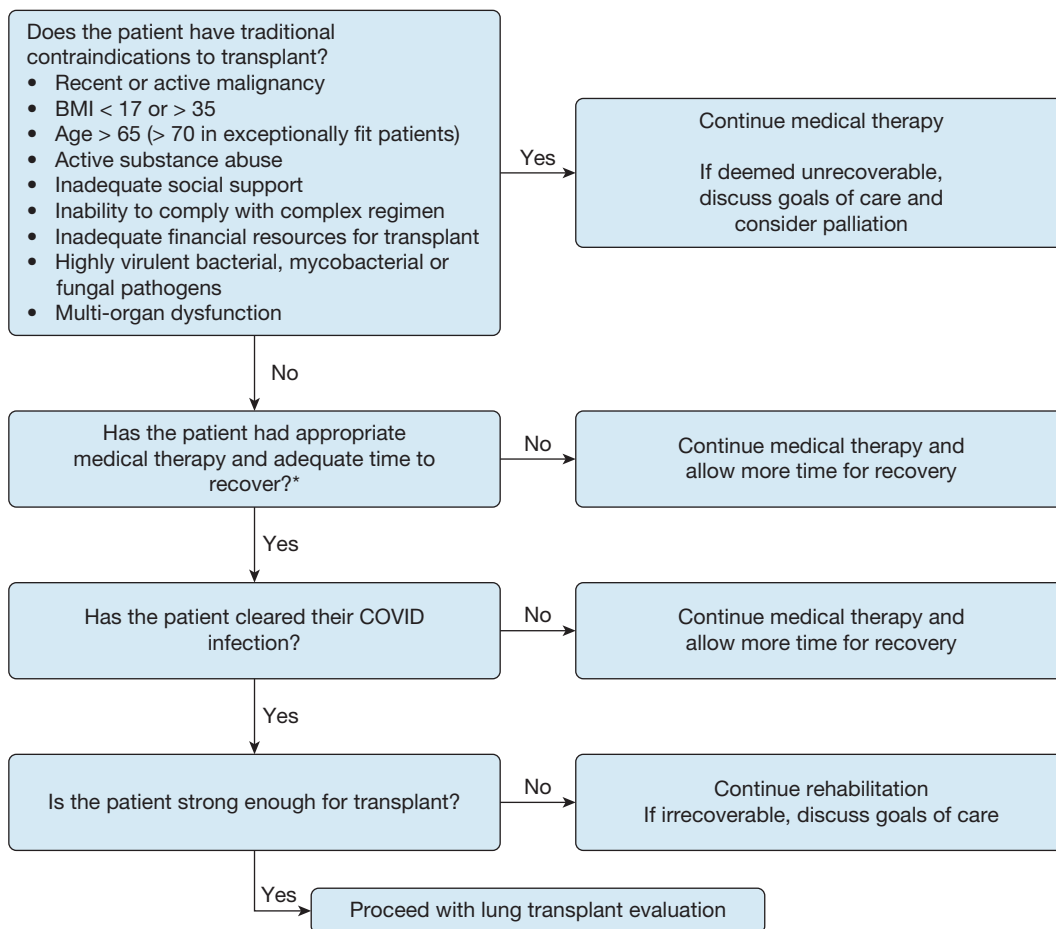 Does the patient have traditional
contraindications to transplant?
• Recent or active malignancy
• BMI < 17 or > 35
• Age > 65 (> 70 in exceptionally fit patients)
• Active substance abuse
• Inadequate social support
• Inability to comply with complex regimen
• Inadequate financial resources for transplant
• Highly virulent bacterial, mycobacterial or
fungal pathogens
• Multi-organ dysfunction
Yes
Continue medical therapy
If deemed unrecoverable,
discuss goals of care and
consider palliation
No
Has the patient had appropriate
medical therapy and adequate time to
recover?*
No
Continue medical therapy and
allow more time for recovery
Yes
Has the patient cleared their COVID
infection?
No
Continue medical therapy and
allow more time for recovery
Yes
Is the patient strong enough for transplant?
No
Continue rehabilitation
If irrecoverable, discuss goals of care
Yes
Proceed with lung transplant evaluation